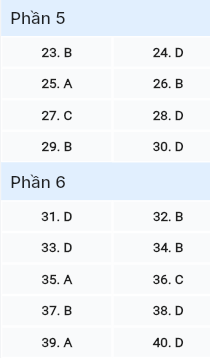 Phần 5
23. B 24. D
25. A 26. B
27. C 28. D
29. B 30. D
Phần 6
31. D 32. B
33. D 34. B
35. A 36. C
37. B 38. D
39. A 40. D